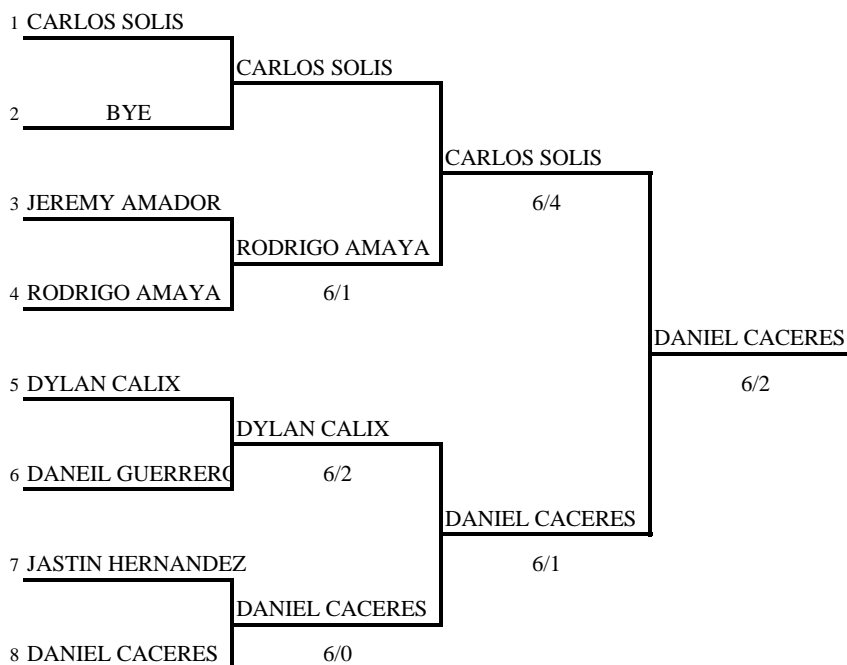 1 CARLOS SOLIS
CARLOS SOLIS
2 BYE
CARLOS SOLIS
3 JEREMY AMADOR
6/4
RODRIGO AMAYA
4 RODRIGO AMAYA
6/1
DANIEL CACERES
5 DYLAN CALIX
6/2
DYLAN CALIX
6 DANEIL GUERRERO
6/2
DANIEL CACERES
7 JASTIN HERNANDEZ
6/1
DANIEL CACERES
8 DANIEL CACERES
6/0